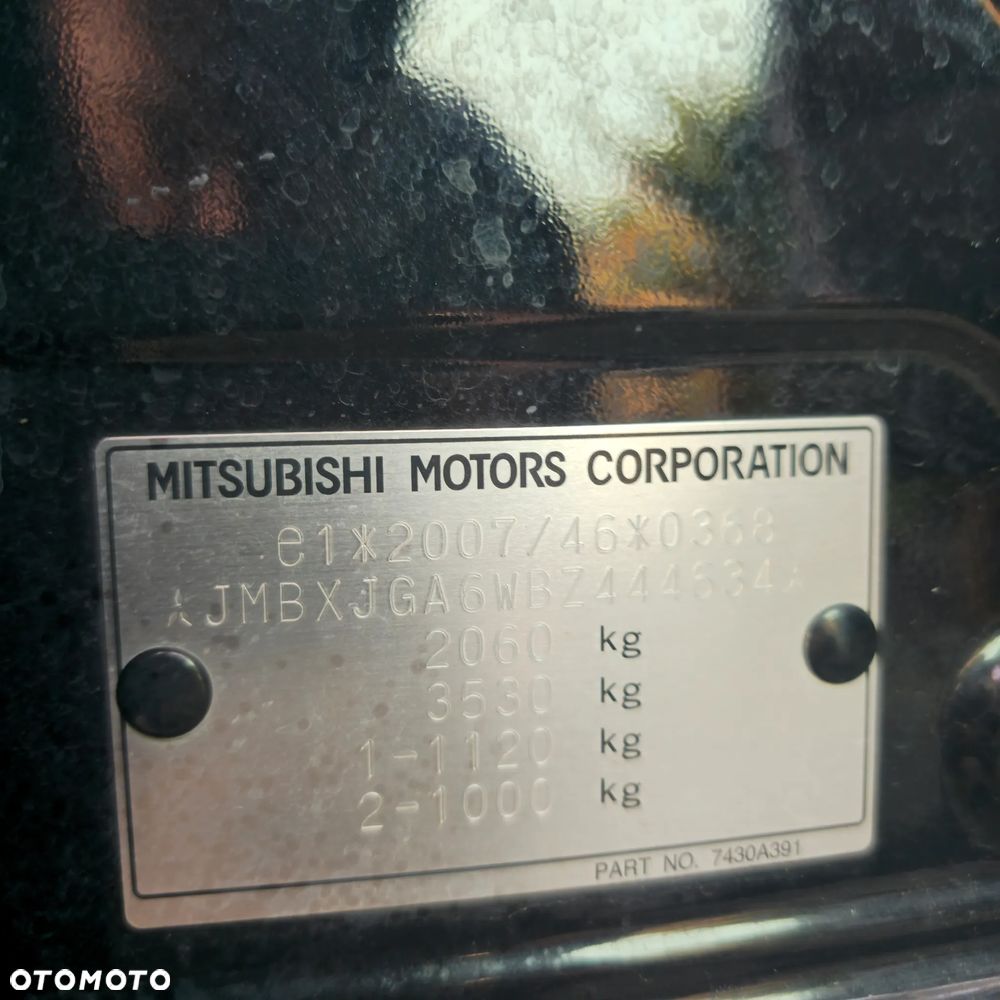 MITSUBISHI MOTORS CORPORATION
e1*2007/46*0368
*JMBXJGA6WBZ444634*
2060 kg
3530 kg
1-1120 kg
2-1000 kg
PART NO. 7430A391
OTOMOTO